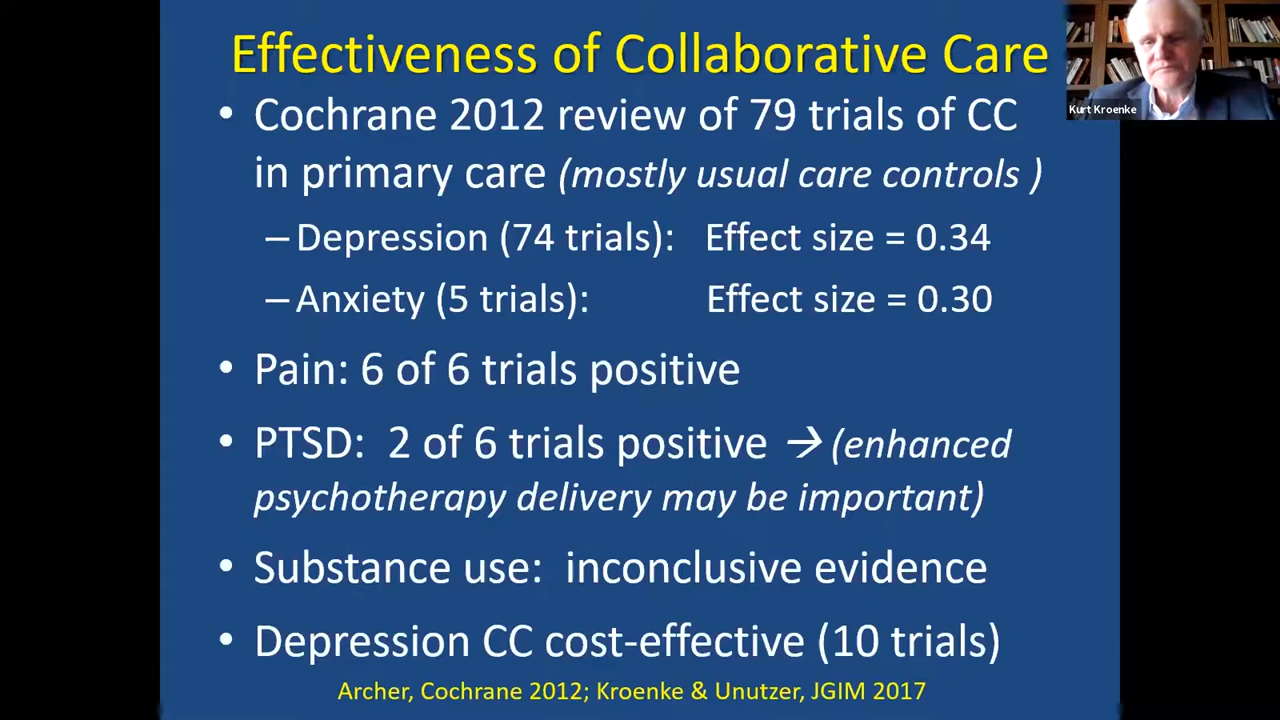 Effectiveness of Collaborative Care
Kurt Kroenke
• Cochrane 2012 review of 79 trials of CC
in primary care (mostly usual care controls )
– Depression (74 trials): Effect size = 0.34
– Anxiety (5 trials): Effect size = 0.30
• Pain: 6 of 6 trials positive
• PTSD: 2 of 6 trials positive → (enhanced
psychotherapy delivery may be important)
• Substance use: inconclusive evidence
• Depression CC cost-effective (10 trials)
Archer, Cochrane 2012; Kroenke & Unutzer, JGIM 2017